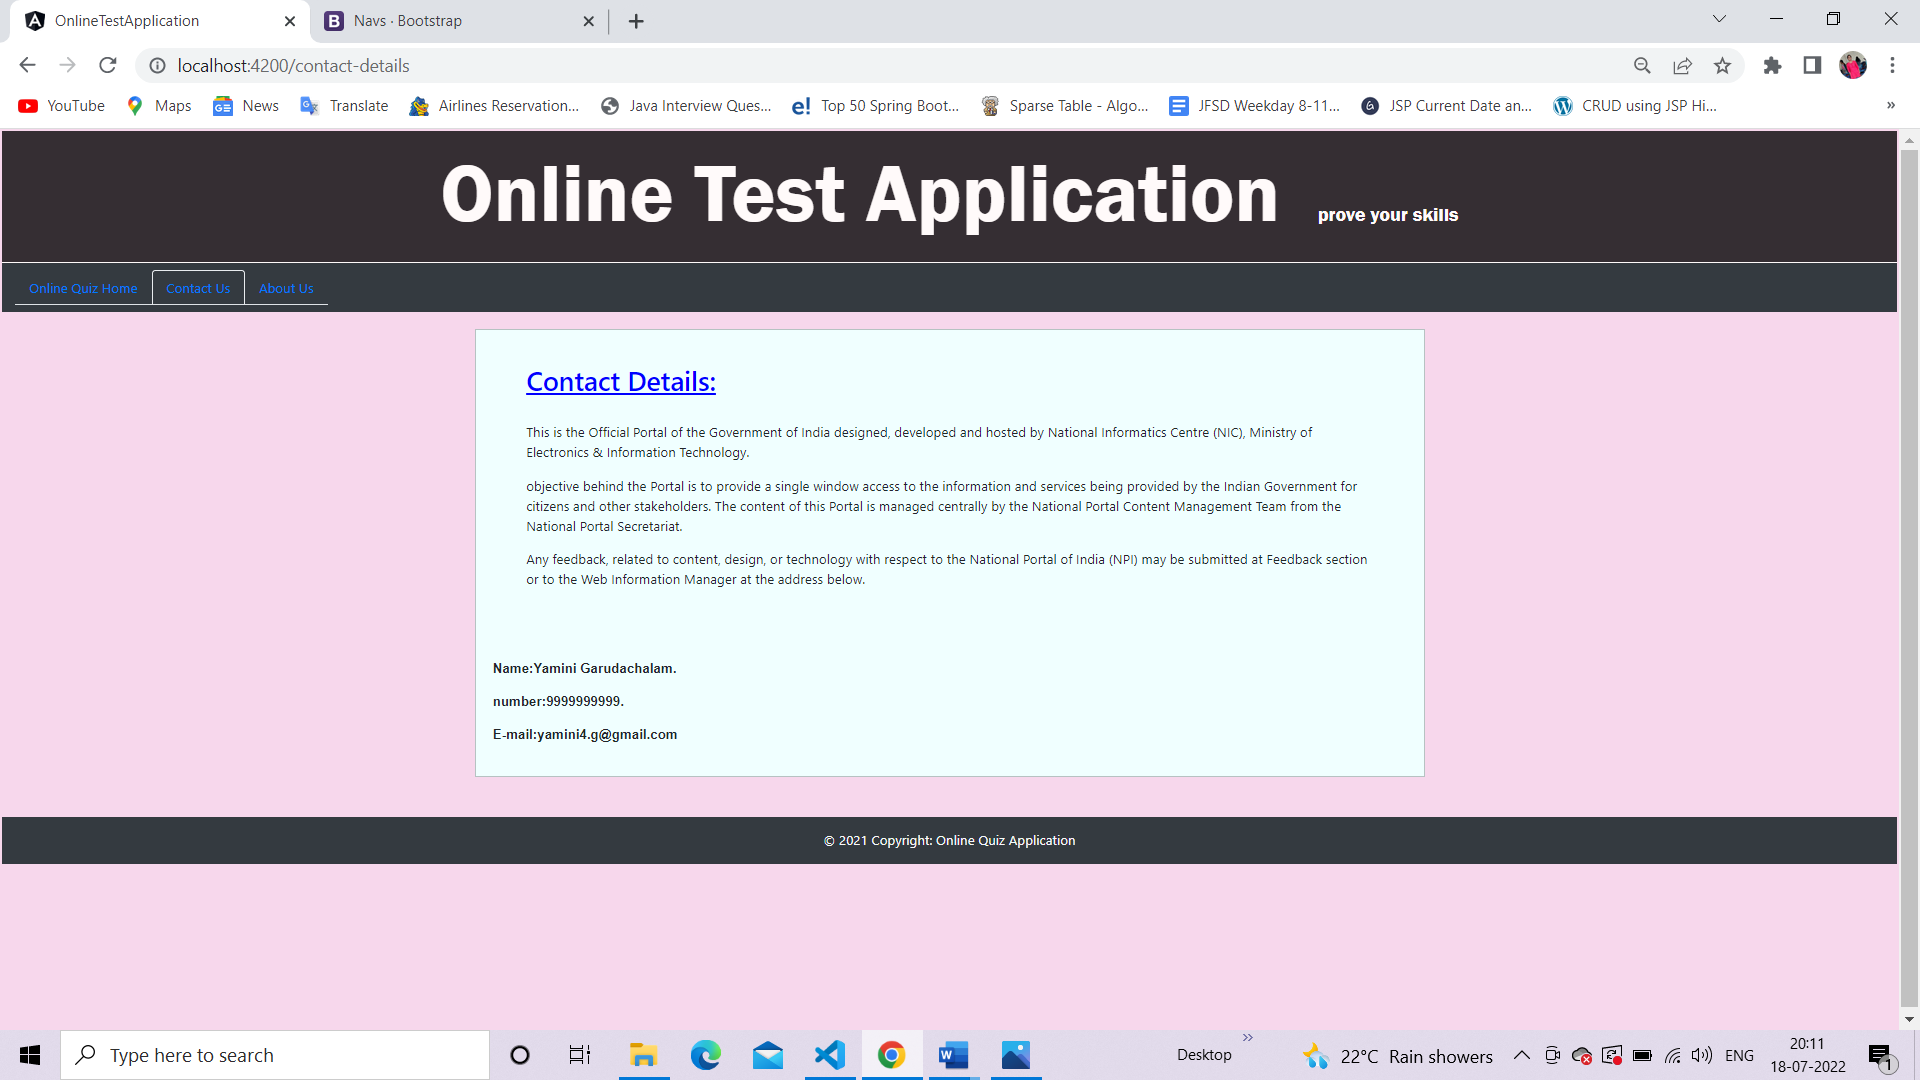 OnlineTestApplication
Navs · Bootstrap
localhost:4200/contact-details
YouTube
Maps
News
Translate
Airlines Reservation...
Java Interview Ques...
Top 50 Spring Boot...
Sparse Table - Algo...
JFSD Weekday 8-11...
JSP Current Date an...
CRUD using JSP Hi...
»
Online Test Application prove your skills
Online Quiz Home
Contact Us
About Us
Contact Details:
This is the Official Portal of the Government of India designed, developed and hosted by National Informatics Centre (NIC), Ministry of
Electronics & Information Technology.
objective behind the Portal is to provide a single window access to the information and services being provided by the Indian Government for
citizens and other stakeholders. The content of this Portal is managed centrally by the National Portal Content Management Team from the
National Portal Secretariat.
Any feedback, related to content, design, or technology with respect to the National Portal of India (NPI) may be submitted at Feedback section
or to the Web Information Manager at the address below.
Name:Yamini Garudachalam.
number:9999999999.
E-mail:yamini4.g@gmail.com
© 2021 Copyright: Online Quiz Application
Type here to search
Desktop
»
22°C Rain showers
ENG
20:11
18-07-2022
1